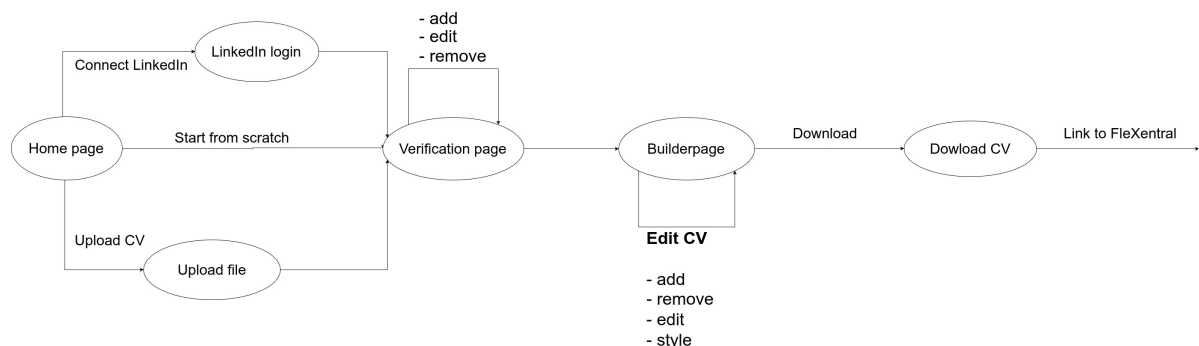 - add
- edit
- remove
LinkedIn login
Connect LinkedIn
Home page
Start from scratch
Verification page
Builderpage
Download
Dowload CV
Link to FleXentral
Upload CV
Upload file
Edit CV
- add
- remove
- edit
- style